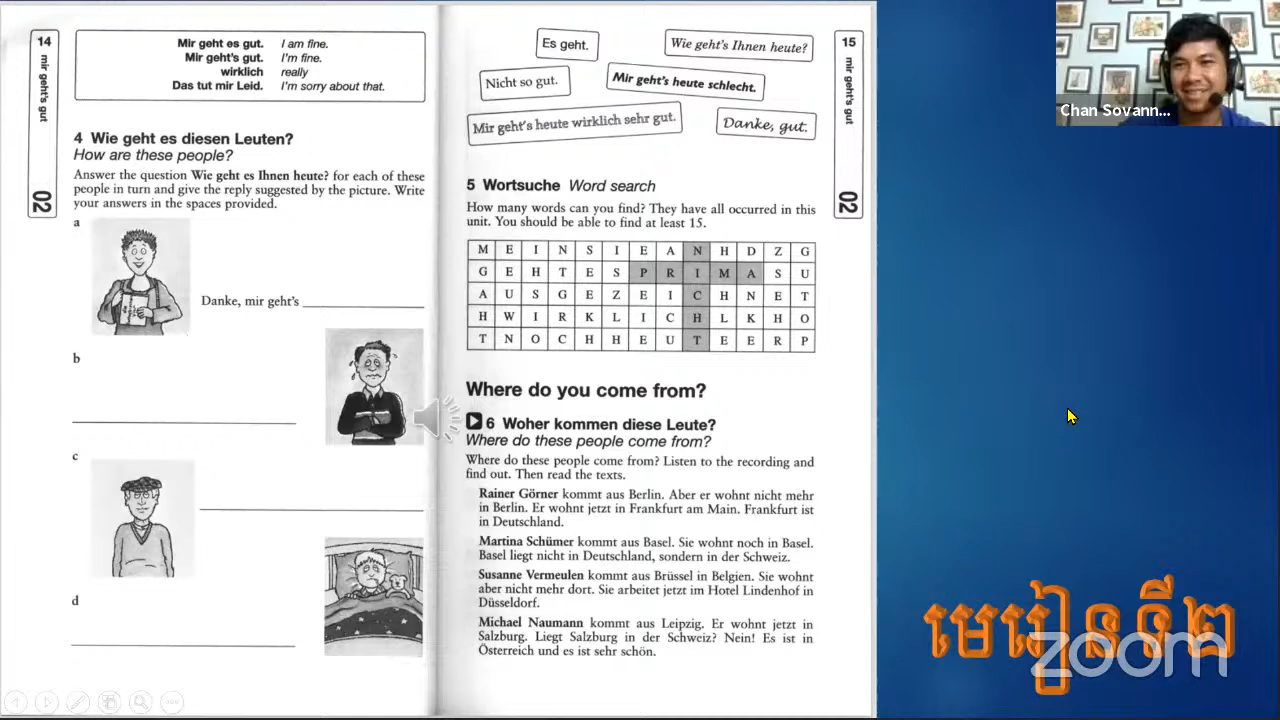 14
mir geht's gut
02
Mir geht es gut. I am fine.
Mir geht's gut. I'm fine.
wirklich really
Das tut mir Leid. I'm sorry about that.
4 Wie geht es diesen Leuten?
How are these people?
Answer the question Wie geht es Ihnen heute? for each of these
people in turn and give the reply suggested by the picture. Write
your answers in the spaces provided.
a
Danke, mir geht's
b
c
d
15
mir geht's gut
02
Es geht.
Wie geht's Ihnen heute?
Nicht so gut.
Mir geht's heute schlecht.
Mir geht's heute wirklich sehr gut.
Danke, gut.
5 Wortsuche Word search
How many words can you find? They have all occurred in this
unit. You should be able to find at least 15.
M E I N S I E A N H D Z G
G E H T E S P R I M A S U
A U S G E Z E I C H N E T
H W I R K L I C H L K H O
T N O C H H E U T E E R P
Where do you come from?
6 Woher kommen diese Leute?
Where do these people come from?
Where do these people come from? Listen to the recording and
find out. Then read the texts.
Rainer Görner kommt aus Berlin. Aber er wohnt nicht mehr
in Berlin. Er wohnt jetzt in Frankfurt am Main. Frankfurt ist
in Deutschland.
Martina Schümer kommt aus Basel. Sie wohnt noch in Basel.
Basel liegt nicht in Deutschland, sondern in der Schweiz.
Susanne Vermeulen kommt aus Brüssel in Belgien. Sie wohnt
aber nicht mehr dort. Sie arbeitet jetzt im Hotel Lindenhof in
Düsseldorf.
Michael Naumann kommt aus Leipzig. Er wohnt jetzt in
Salzburg. Liegt Salzburg in der Schweiz? Nein! Es ist in
Österreich und es ist sehr schön.
Chan Sovann...
មេរៀនទី២
zoom